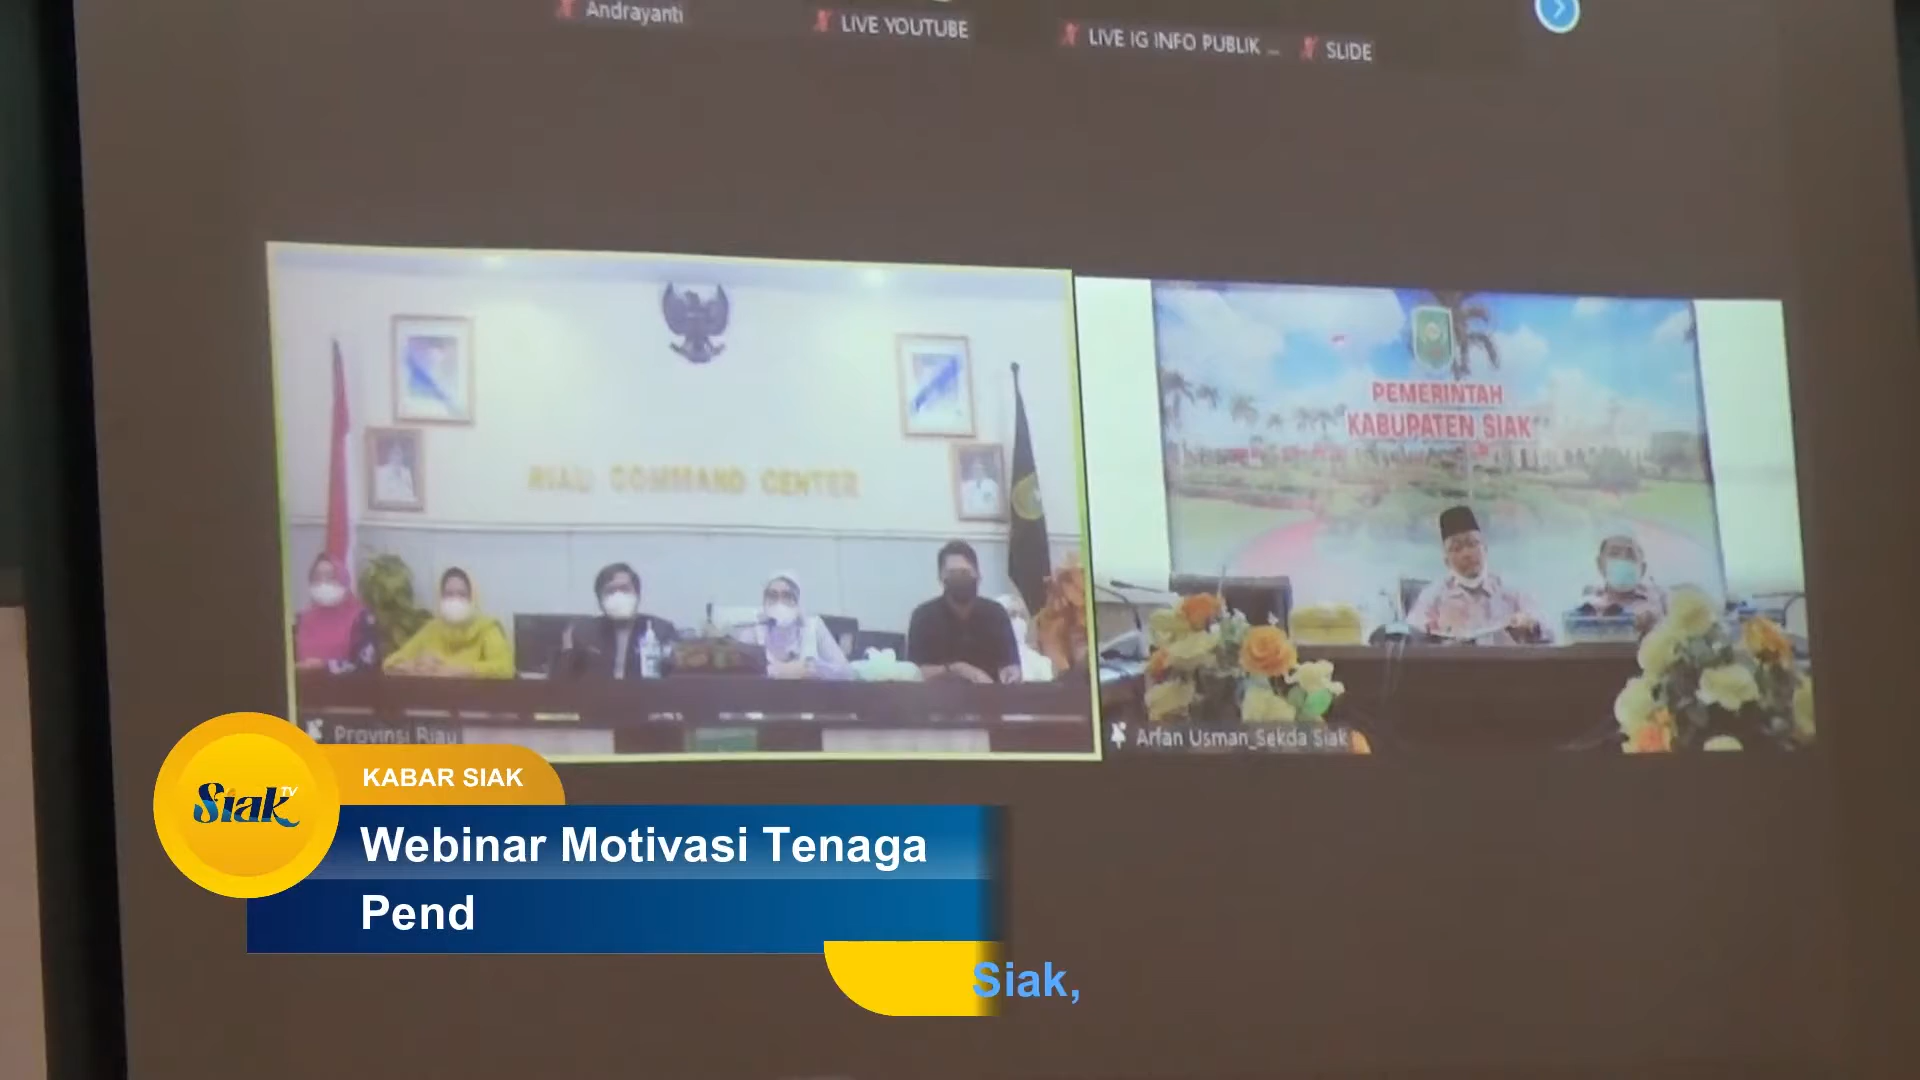 Andrayanti
LIVE YOUTUBE
LIVE IG INFO PUBLIK ...
SLIDE
RIAU COMMAND CENTER
PEMERINTAH
KABUPATEN SIAK
Provinsi Riau
Arfan Usman_Sekda Siak
Siak TV
KABAR SIAK
Webinar Motivasi Tenaga
Pend
Siak,